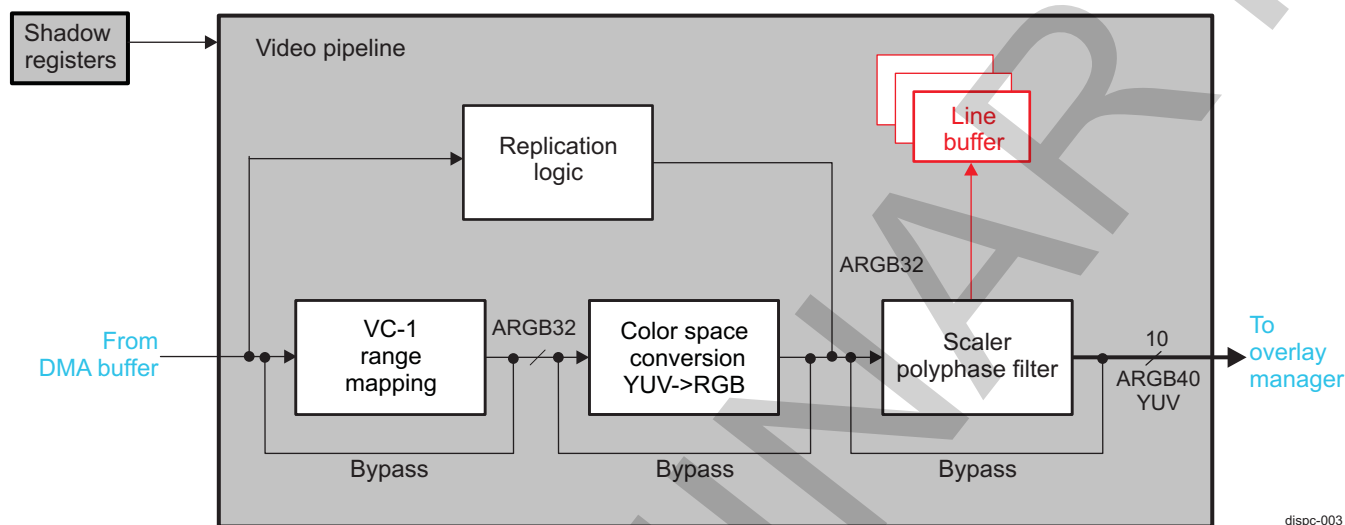 Shadow
registers
Video pipeline
Line
buffer
Replication
logic
ARGB32
From
DMA buffer
VC-1
range
mapping
ARGB32
Color space
conversion
YUV->RGB
Scaler
polyphase filter
10
ARGB40
YUV
To
overlay
manager
Bypass
Bypass
Bypass
dispc-003